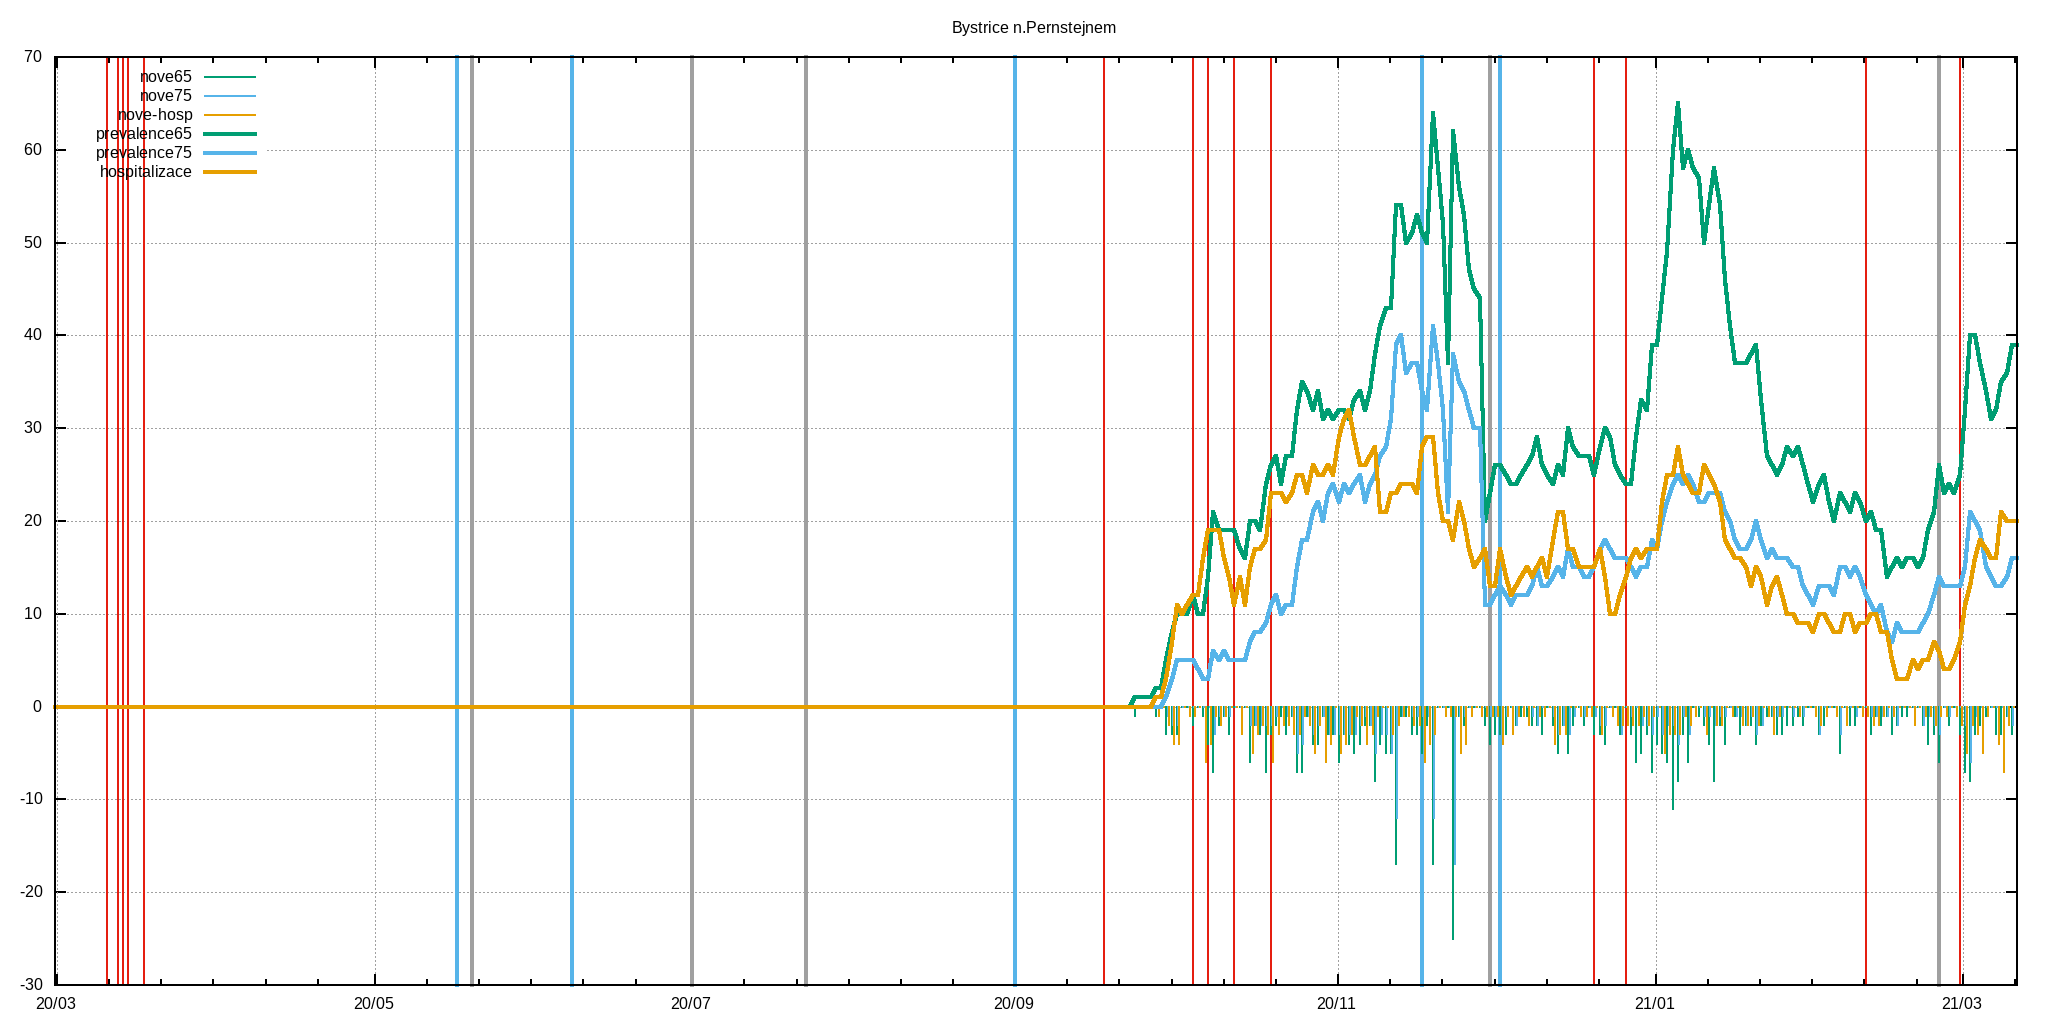 Bystrice n.Pernstejnem
70
60
50
40
30
20
10
0
-10
-20
-30
nove65
nove75
nove-hosp
prevalence65
prevalence75
hospitalizace
20/03 20/05 20/07 20/09 20/11 21/01 21/03